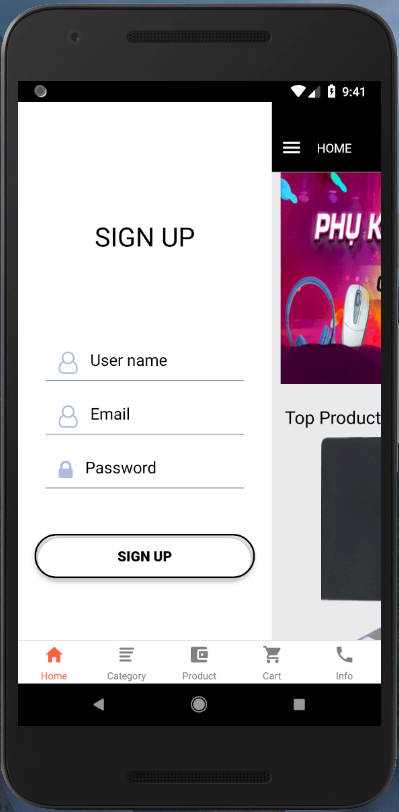 9:41
HOME
PHỤ K
SIGN UP
Top Product
User name
Email
Password
SIGN UP
Home
Category
Product
Cart
Info